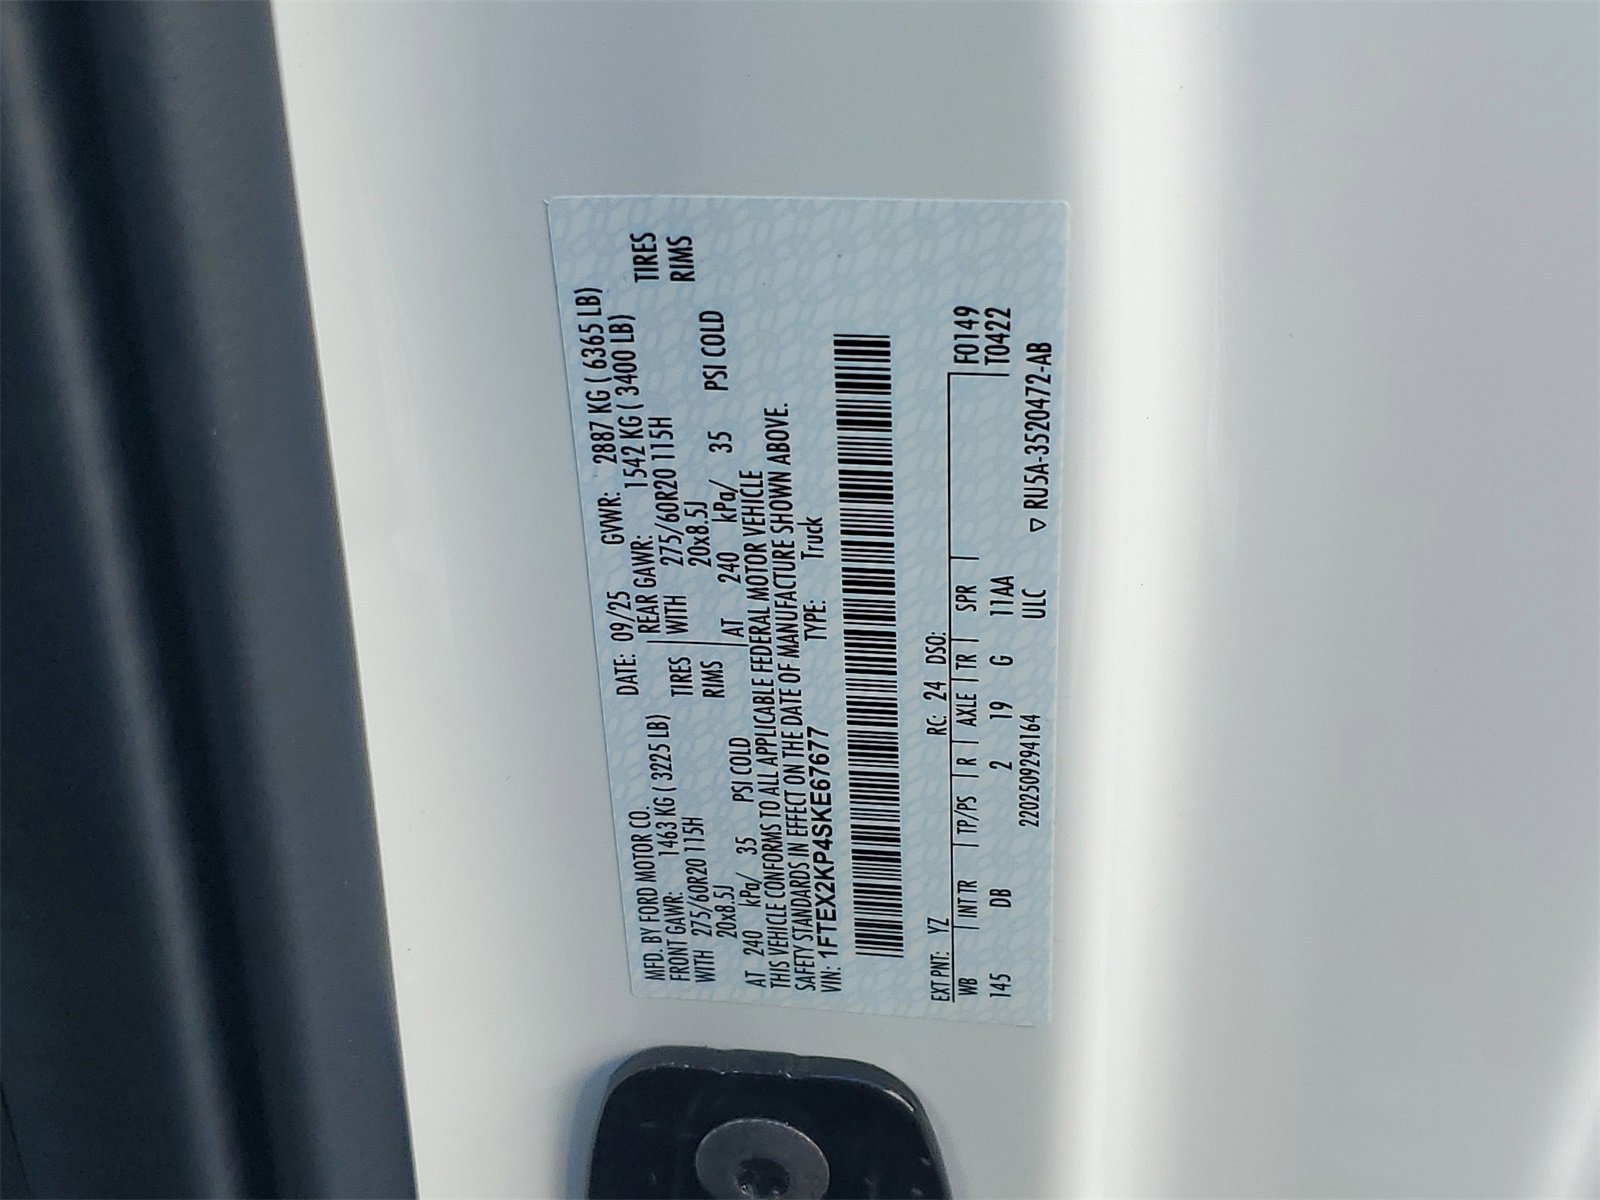 MFD. BY FORD MOTOR CO. DATE: 09/25 GVWR: 2887 KG ( 6365 LB)
FRONT GAWR: 1463 KG ( 3225 LB) REAR GAWR: 1542 KG ( 3400 LB)
WITH 275/60R20 115H TIRES WITH 275/60R20 115H TIRES
20x8.5J RIMS 20x8.5J RIMS
AT 240 kPa/ 35 PSI COLD AT 240 kPa/ 35 PSI COLD
THIS VEHICLE CONFORMS TO ALL APPLICABLE FEDERAL MOTOR VEHICLE
SAFETY STANDARDS IN EFFECT ON THE DATE OF MANUFACTURE SHOWN ABOVE.
VIN: 1FTEX2KP4SKE67677 TYPE: Truck
EXT PNT: YZ RC: 24 DSO:
WB INT TR TP/PS R AXLE TR SPR F0149
145 DB 2 19 G 11AA T0422
2202509294164 ULC ▽ RU5A-3520472-AB